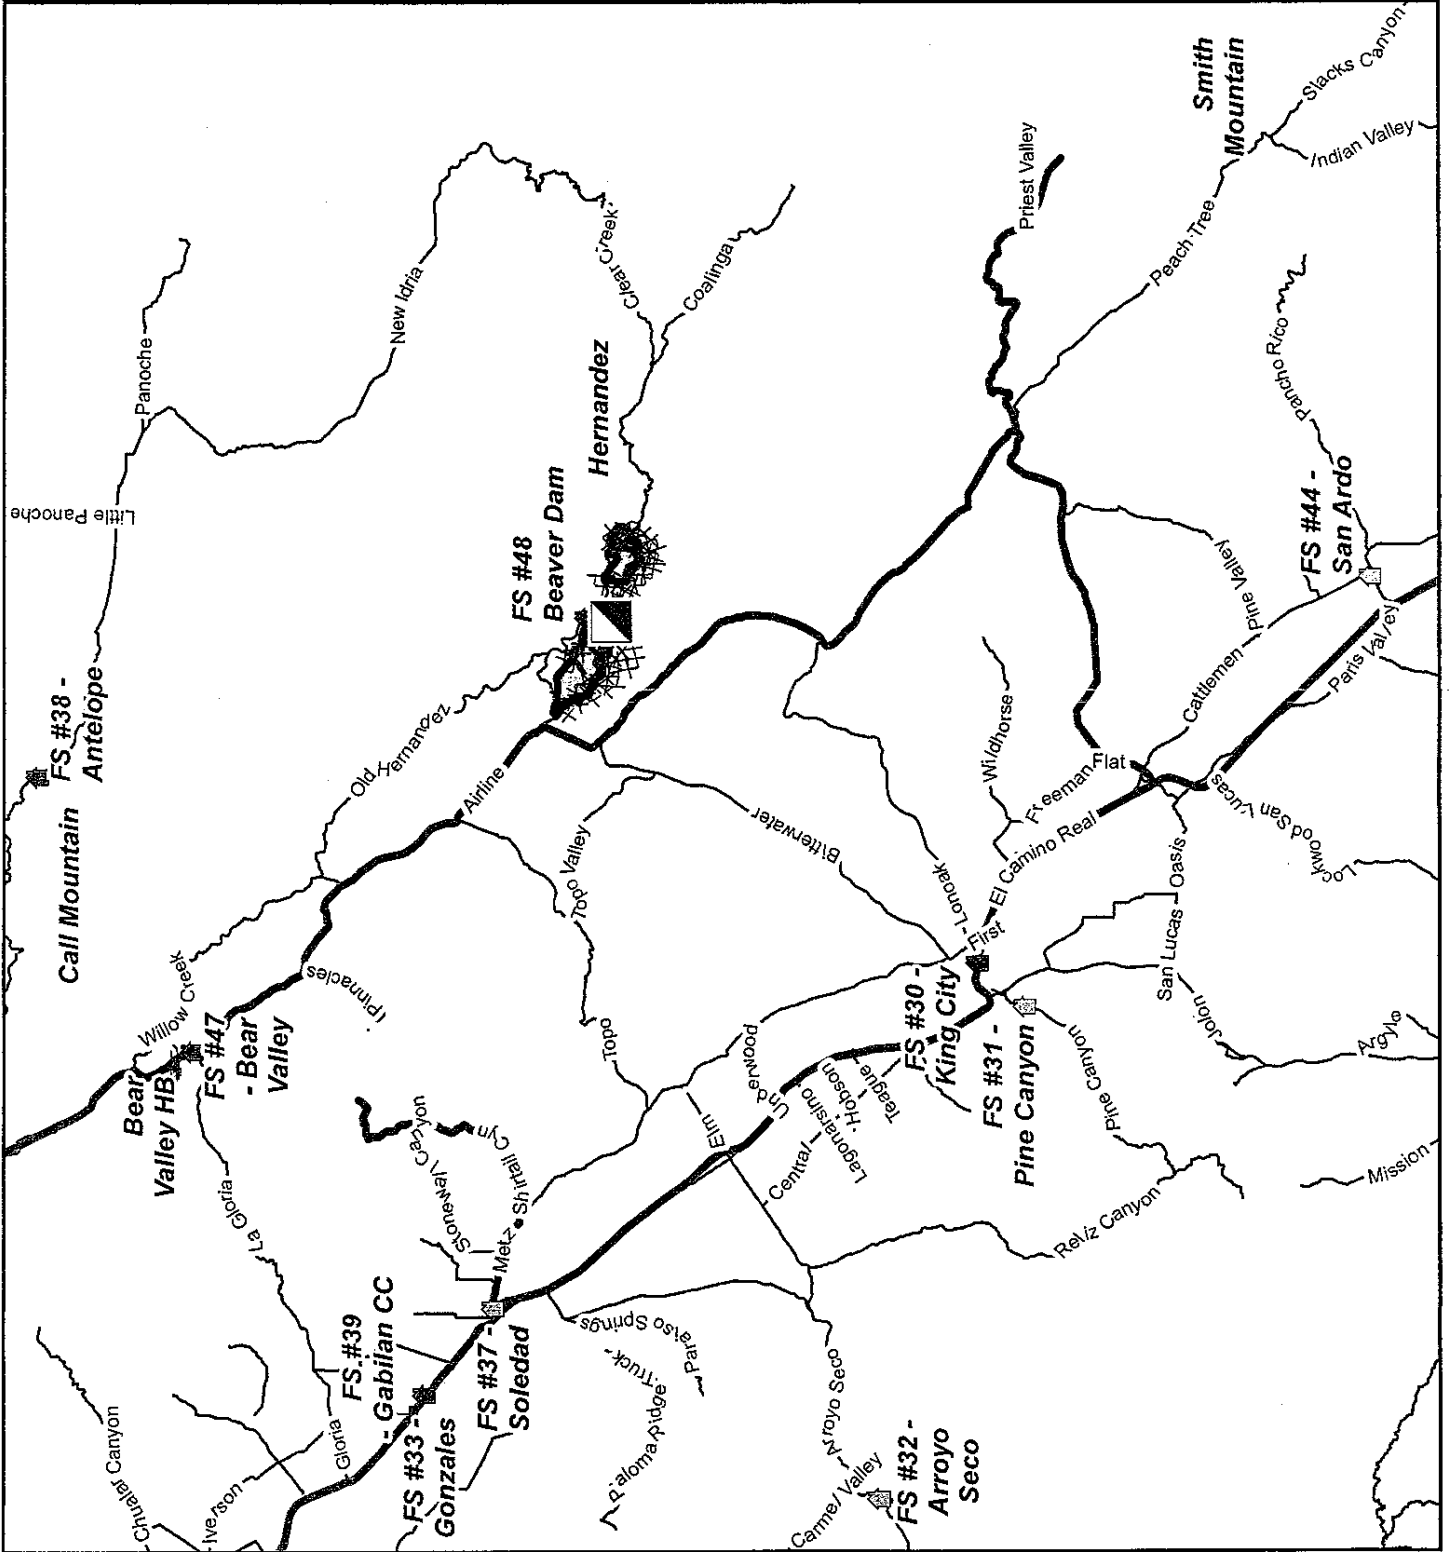 Smith
Mountain
Slacks Canyon
Indian Valley
Priest Valley
Peach Tree
Pancho Rico
Clear Creek
Coalinga
New Idria
Panoche
Little Panoche
Hernandez
FS #48
Beaver Dam
FS #44 -
San Ardo
Pine Valley
Cattlemen
Paris Valley
FS #38 -
Antelope
Call Mountain
Old Hernandez
Airline
Topo Valley
Topo Valley
Bitterwater
Wildhorse
Freeman
Flat
El Camino Real
Lonoak
First
Lockwood San Lucas
San Lucas
Oasis
Jolon
Argyle
Willow Creek
(Pinnacles
FS #47
- Bear
Valley
Bear
Valley HB
Topo
Underwood
FS #30 -
King City
FS #31 -
Pine Canyon
Pine Canyon
Teague
Hobson
Lagomarsino
Central
Elm
Mission
Reliz Canyon
Stonewall Canyon
Shirttail Cyn
Metz
La Gloria
FS #39
- Gabilan CC
FS #37 -
Soledad
FS #33 -
Gonzales
Gloria
Iverson
Chualar Canyon
Chualar
Paraiso Springs
Paraiso
Paloma Ridge Truck
Arroyo Seco
Carmel Valley
FS #32 -
Arroyo
Seco